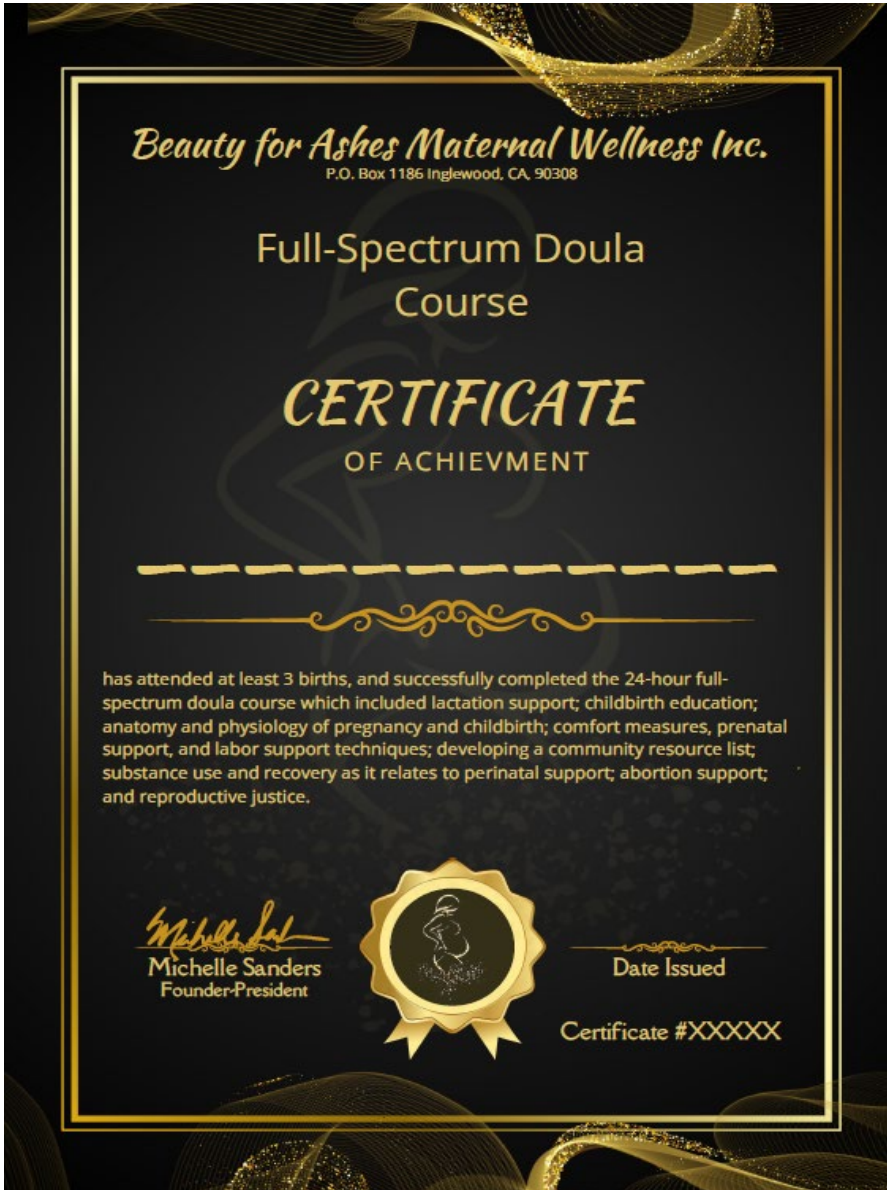 Beauty for Ashes Maternal Wellness Inc.
P.O. Box 1186 Inglewood, CA, 90308
Full-Spectrum Doula
Course
CERTIFICATE
OF ACHIEVMENT
has attended at least 3 births, and successfully completed the 24-hour full-
spectrum doula course which included lactation support; childbirth education;
anatomy and physiology of pregnancy and childbirth; comfort measures, prenatal
support, and labor support techniques; developing a community resource list;
substance use and recovery as it relates to perinatal support; abortion support;
and reproductive justice.
Michelle Sanders
Founder-President
Date Issued
Certificate #XXXXX